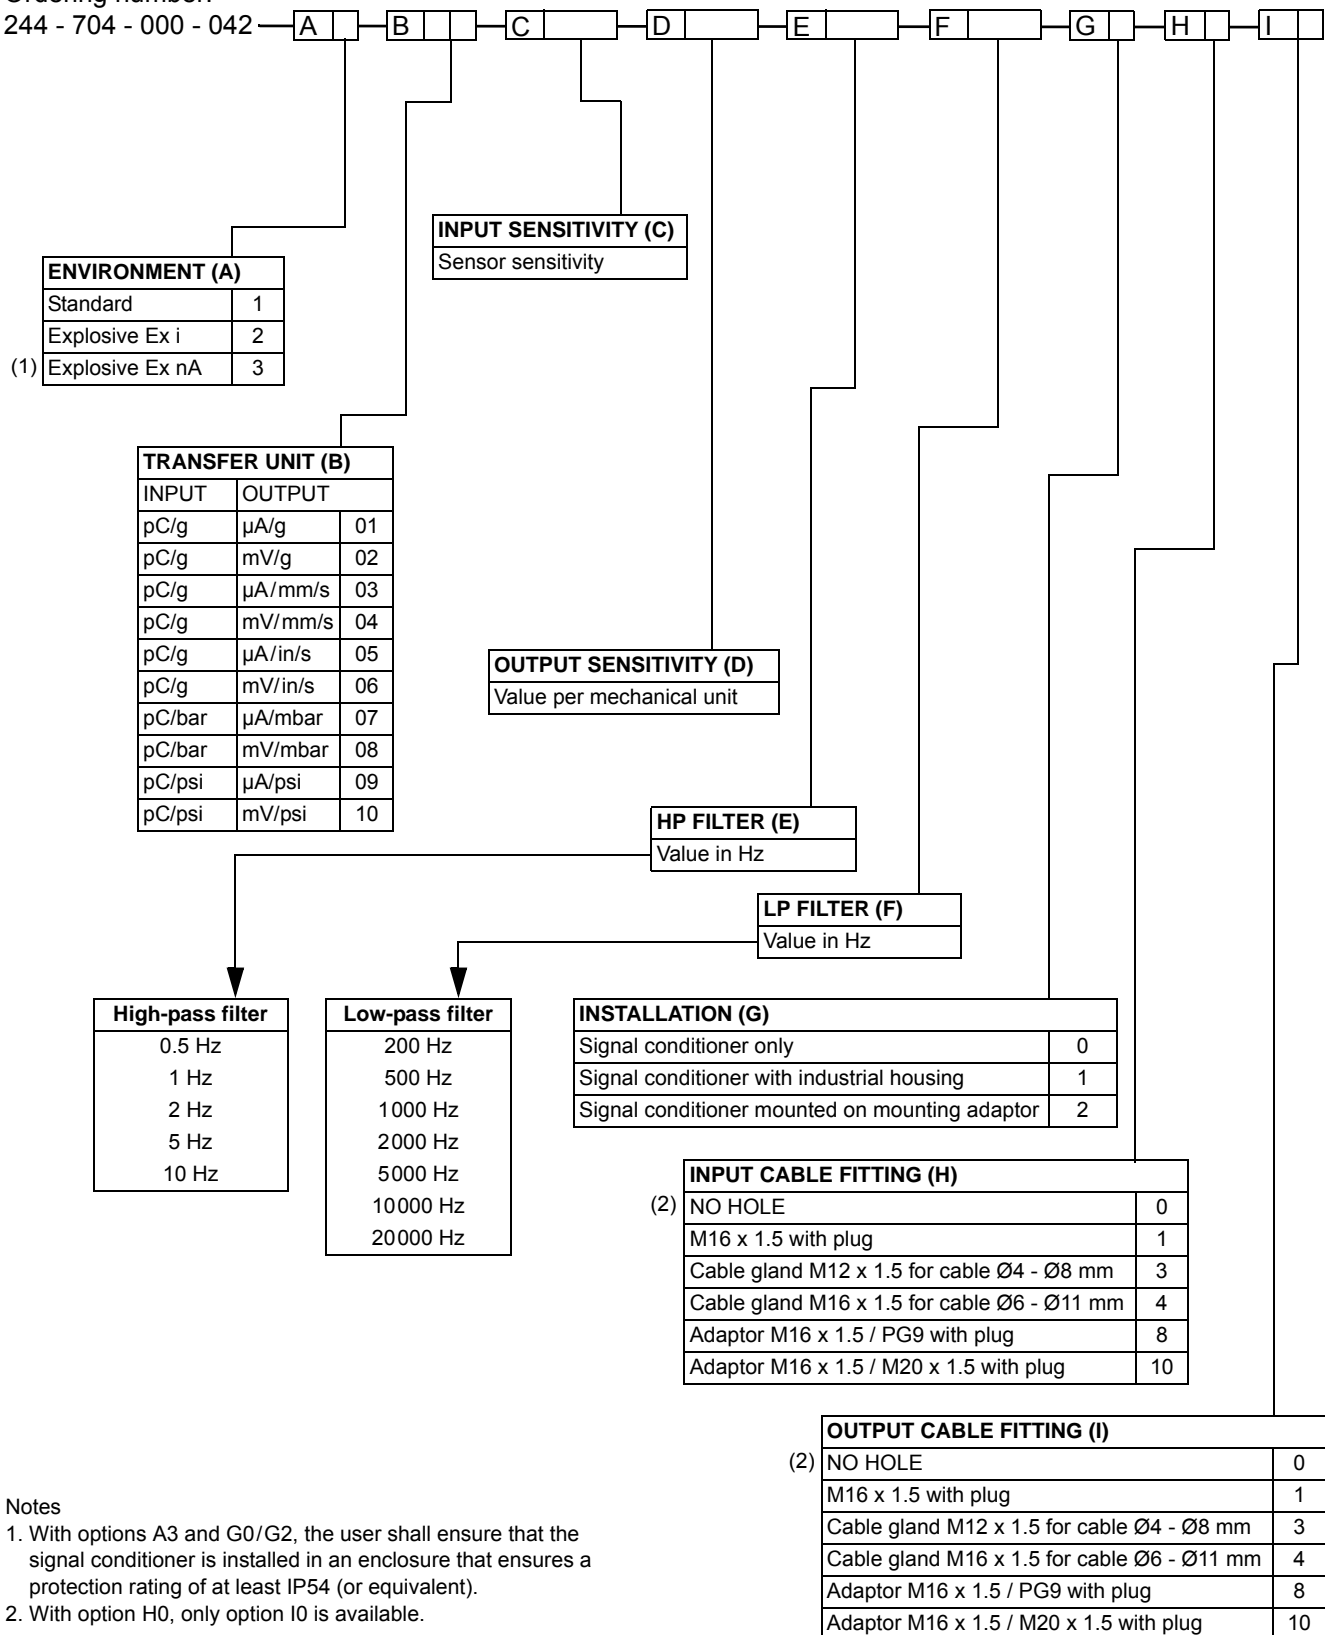 Ordering number:
244 - 704 - 000 - 042 A B C D E F G H I
INPUT SENSITIVITY (C)
Sensor sensitivity
ENVIRONMENT (A)
Standard 1
Explosive Ex i 2
(1) Explosive Ex nA 3
TRANSFER UNIT (B)
INPUT OUTPUT
pC/g µA/g 01
pC/g mV/g 02
pC/g µA/mm/s 03
pC/g mV/mm/s 04
pC/g µA/in/s 05
pC/g mV/in/s 06
pC/bar µA/mbar 07
pC/bar mV/mbar 08
pC/psi µA/psi 09
pC/psi mV/psi 10
OUTPUT SENSITIVITY (D)
Value per mechanical unit
HP FILTER (E)
Value in Hz
LP FILTER (F)
Value in Hz
High-pass filter
0.5 Hz
1 Hz
2 Hz
5 Hz
10 Hz
Low-pass filter
200 Hz
500 Hz
1000 Hz
2000 Hz
5000 Hz
10000 Hz
20000 Hz
INSTALLATION (G)
Signal conditioner only 0
Signal conditioner with industrial housing 1
Signal conditioner mounted on mounting adaptor 2
INPUT CABLE FITTING (H)
(2) NO HOLE 0
M16 x 1.5 with plug 1
Cable gland M12 x 1.5 for cable Ø4 - Ø8 mm 3
Cable gland M16 x 1.5 for cable Ø6 - Ø11 mm 4
Adaptor M16 x 1.5 / PG9 with plug 8
Adaptor M16 x 1.5 / M20 x 1.5 with plug 10
OUTPUT CABLE FITTING (I)
(2) NO HOLE 0
M16 x 1.5 with plug 1
Cable gland M12 x 1.5 for cable Ø4 - Ø8 mm 3
Cable gland M16 x 1.5 for cable Ø6 - Ø11 mm 4
Adaptor M16 x 1.5 / PG9 with plug 8
Adaptor M16 x 1.5 / M20 x 1.5 with plug 10
Notes
1. With options A3 and G0/G2, the user shall ensure that the
signal conditioner is installed in an enclosure that ensures a
protection rating of at least IP54 (or equivalent).
2. With option H0, only option I0 is available.